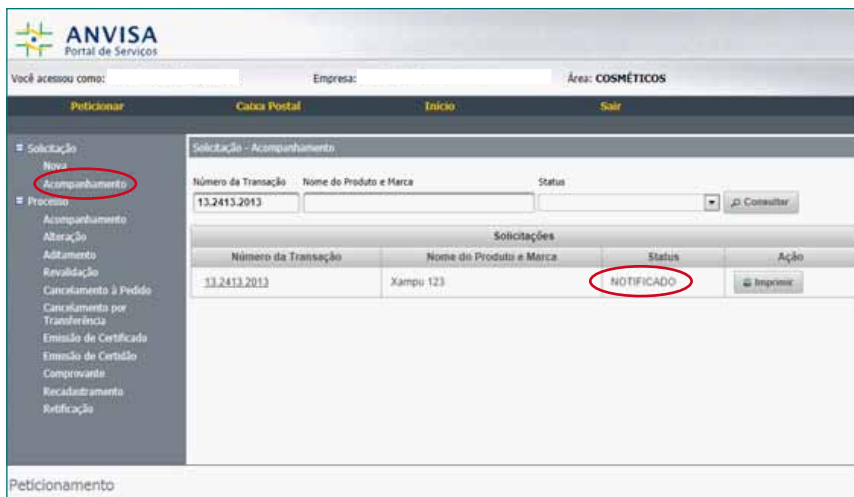 ANVISA
Portal de Serviços
Você acessou como: Empresa: Área: COSMÉTICOS
Peticionar Caixa Postal Início Sair
Solicitação
Nova
Acompanhamento
Processo
Acompanhamento
Alteração
Aditamento
Revalidação
Cancelamento à Pedido
Cancelamento por
Transferência
Emissão de Certificado
Emissão de Certidão
Comprovante
Recadastramento
Retificação
Solicitação - Acompanhamento
Número da Transação Nome do Produto e Marca Status
13.2413.2013 Consultar
Solicitações
Número da Transação Nome do Produto e Marca Status Ação
13.2413.2013 Xampu 123 NOTIFICADO Imprimir
Peticionamento